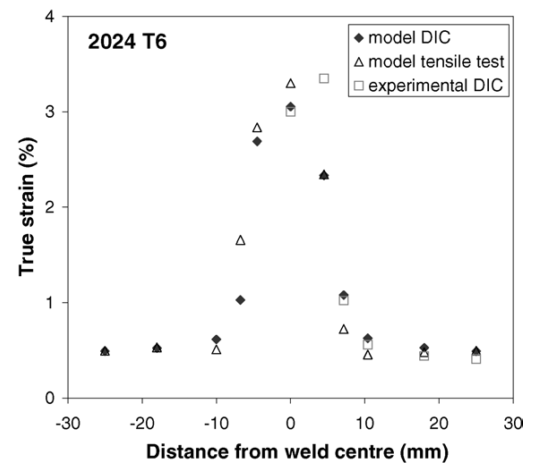 2024 T6
model DIC
model tensile test
experimental DIC
4
3
2
1
0
True strain (%)
-30 -20 -10 0 10 20 30
Distance from weld centre (mm)